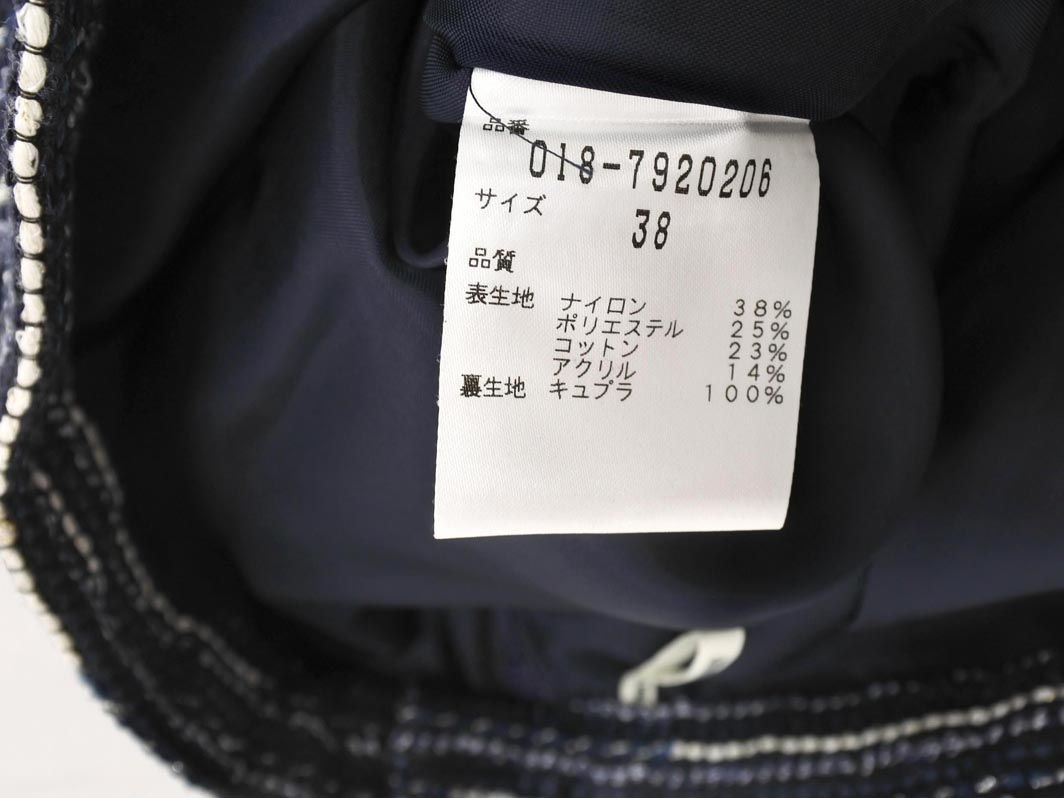 品番
018-7920206
サイズ 38
品質
表生地 ナイロン 38%
ポリエステル 25%
コットン 23%
アクリル 14%
裏生地 キュプラ 100%